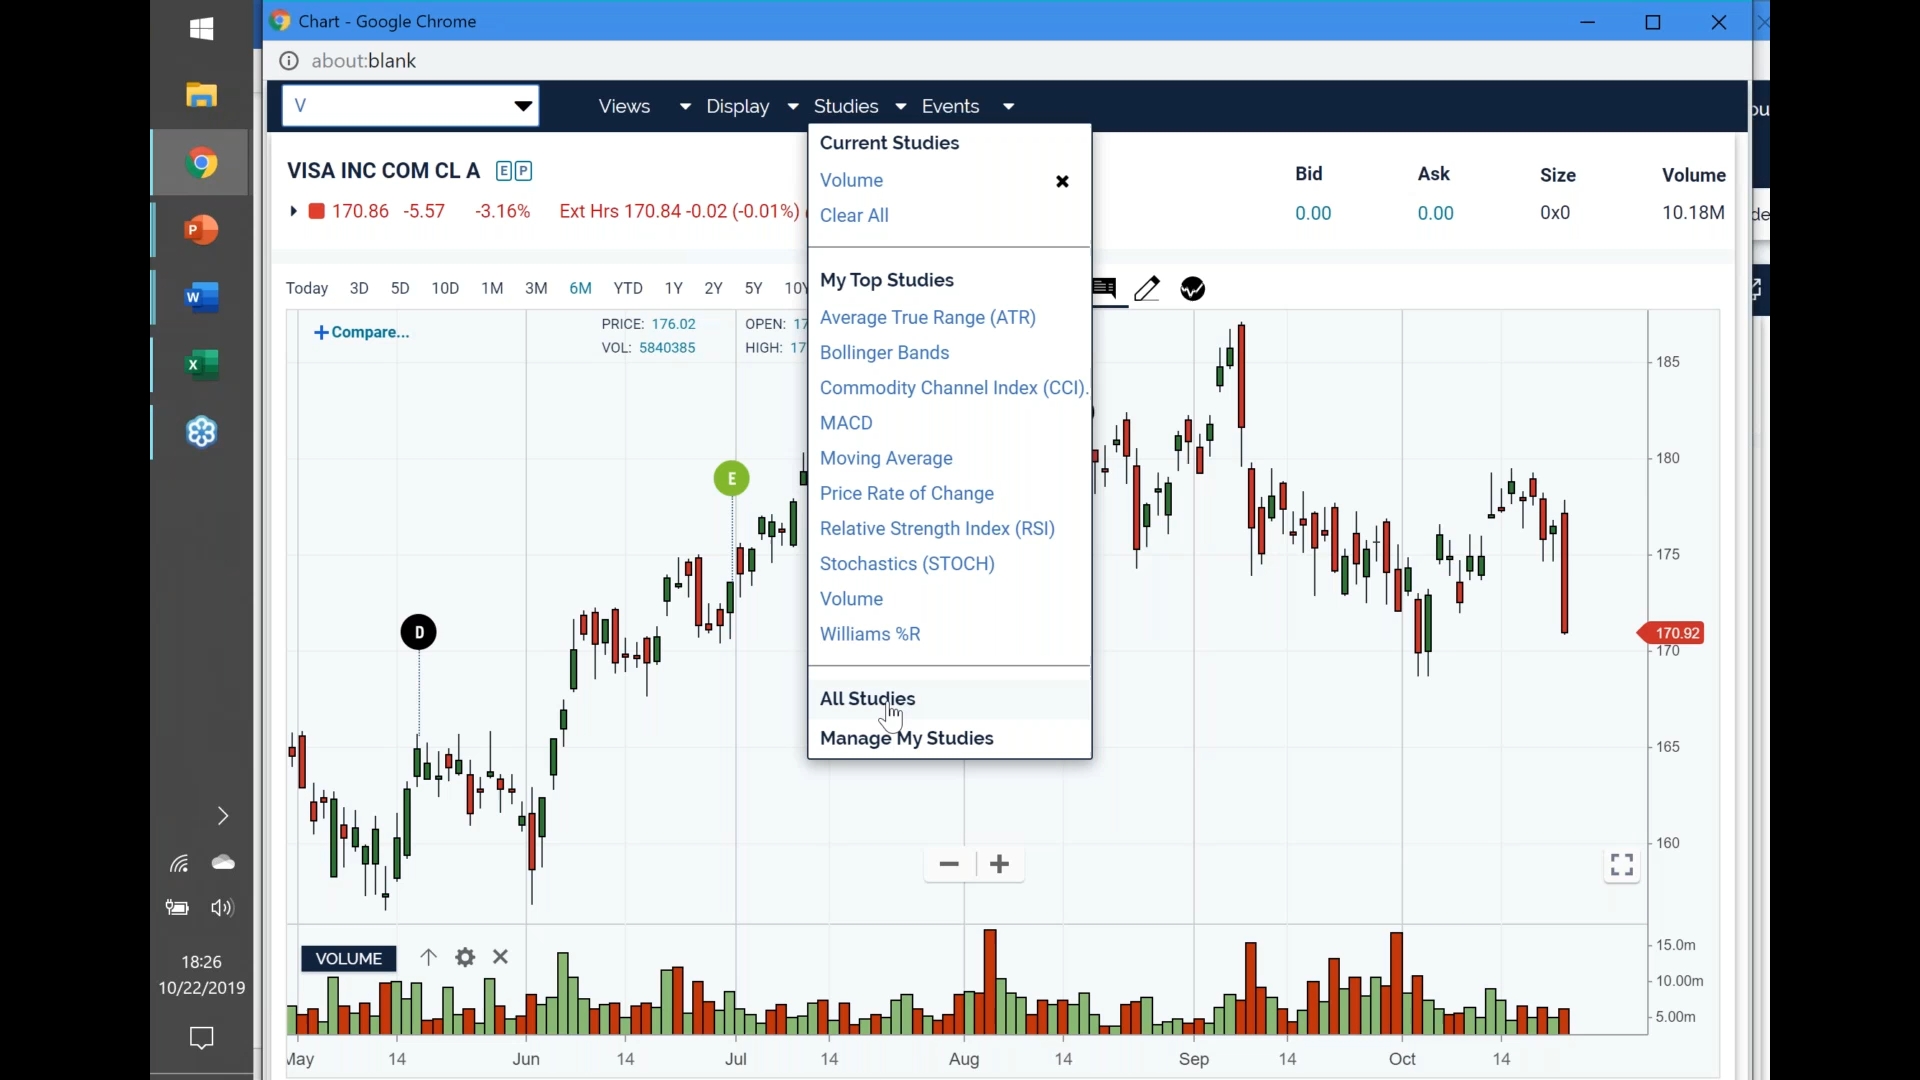 Chart - Google Chrome
about:blank
V
Views
Display
Studies
Events
Current Studies
Volume
Clear All
My Top Studies
Average True Range (ATR)
Bollinger Bands
Commodity Channel Index (CCI).
MACD
Moving Average
Price Rate of Change
Relative Strength Index (RSI)
Stochastics (STOCH)
Volume
Williams %R
All Studies
Manage My Studies
VISA INC COM CL A E P
170.86 -5.57 -3.16% Ext Hrs 170.84 -0.02 (-0.01%)
Bid Ask Size Volume
0.00 0.00 0x0 10.18M
Today 3D 5D 10D 1M 3M 6M YTD 1Y 2Y 5Y 10Y
+Compare...
PRICE: 176.02 OPEN: 17
VOL: 5840385 HIGH: 17
185
180
175
170.92
170
165
160
E
D
VOLUME
15.0m
10.00m
5.00m
May 14 Jun 14 Jul 14 Aug 14 Sep 14 Oct 14
P
W
X
18:26
10/22/2019